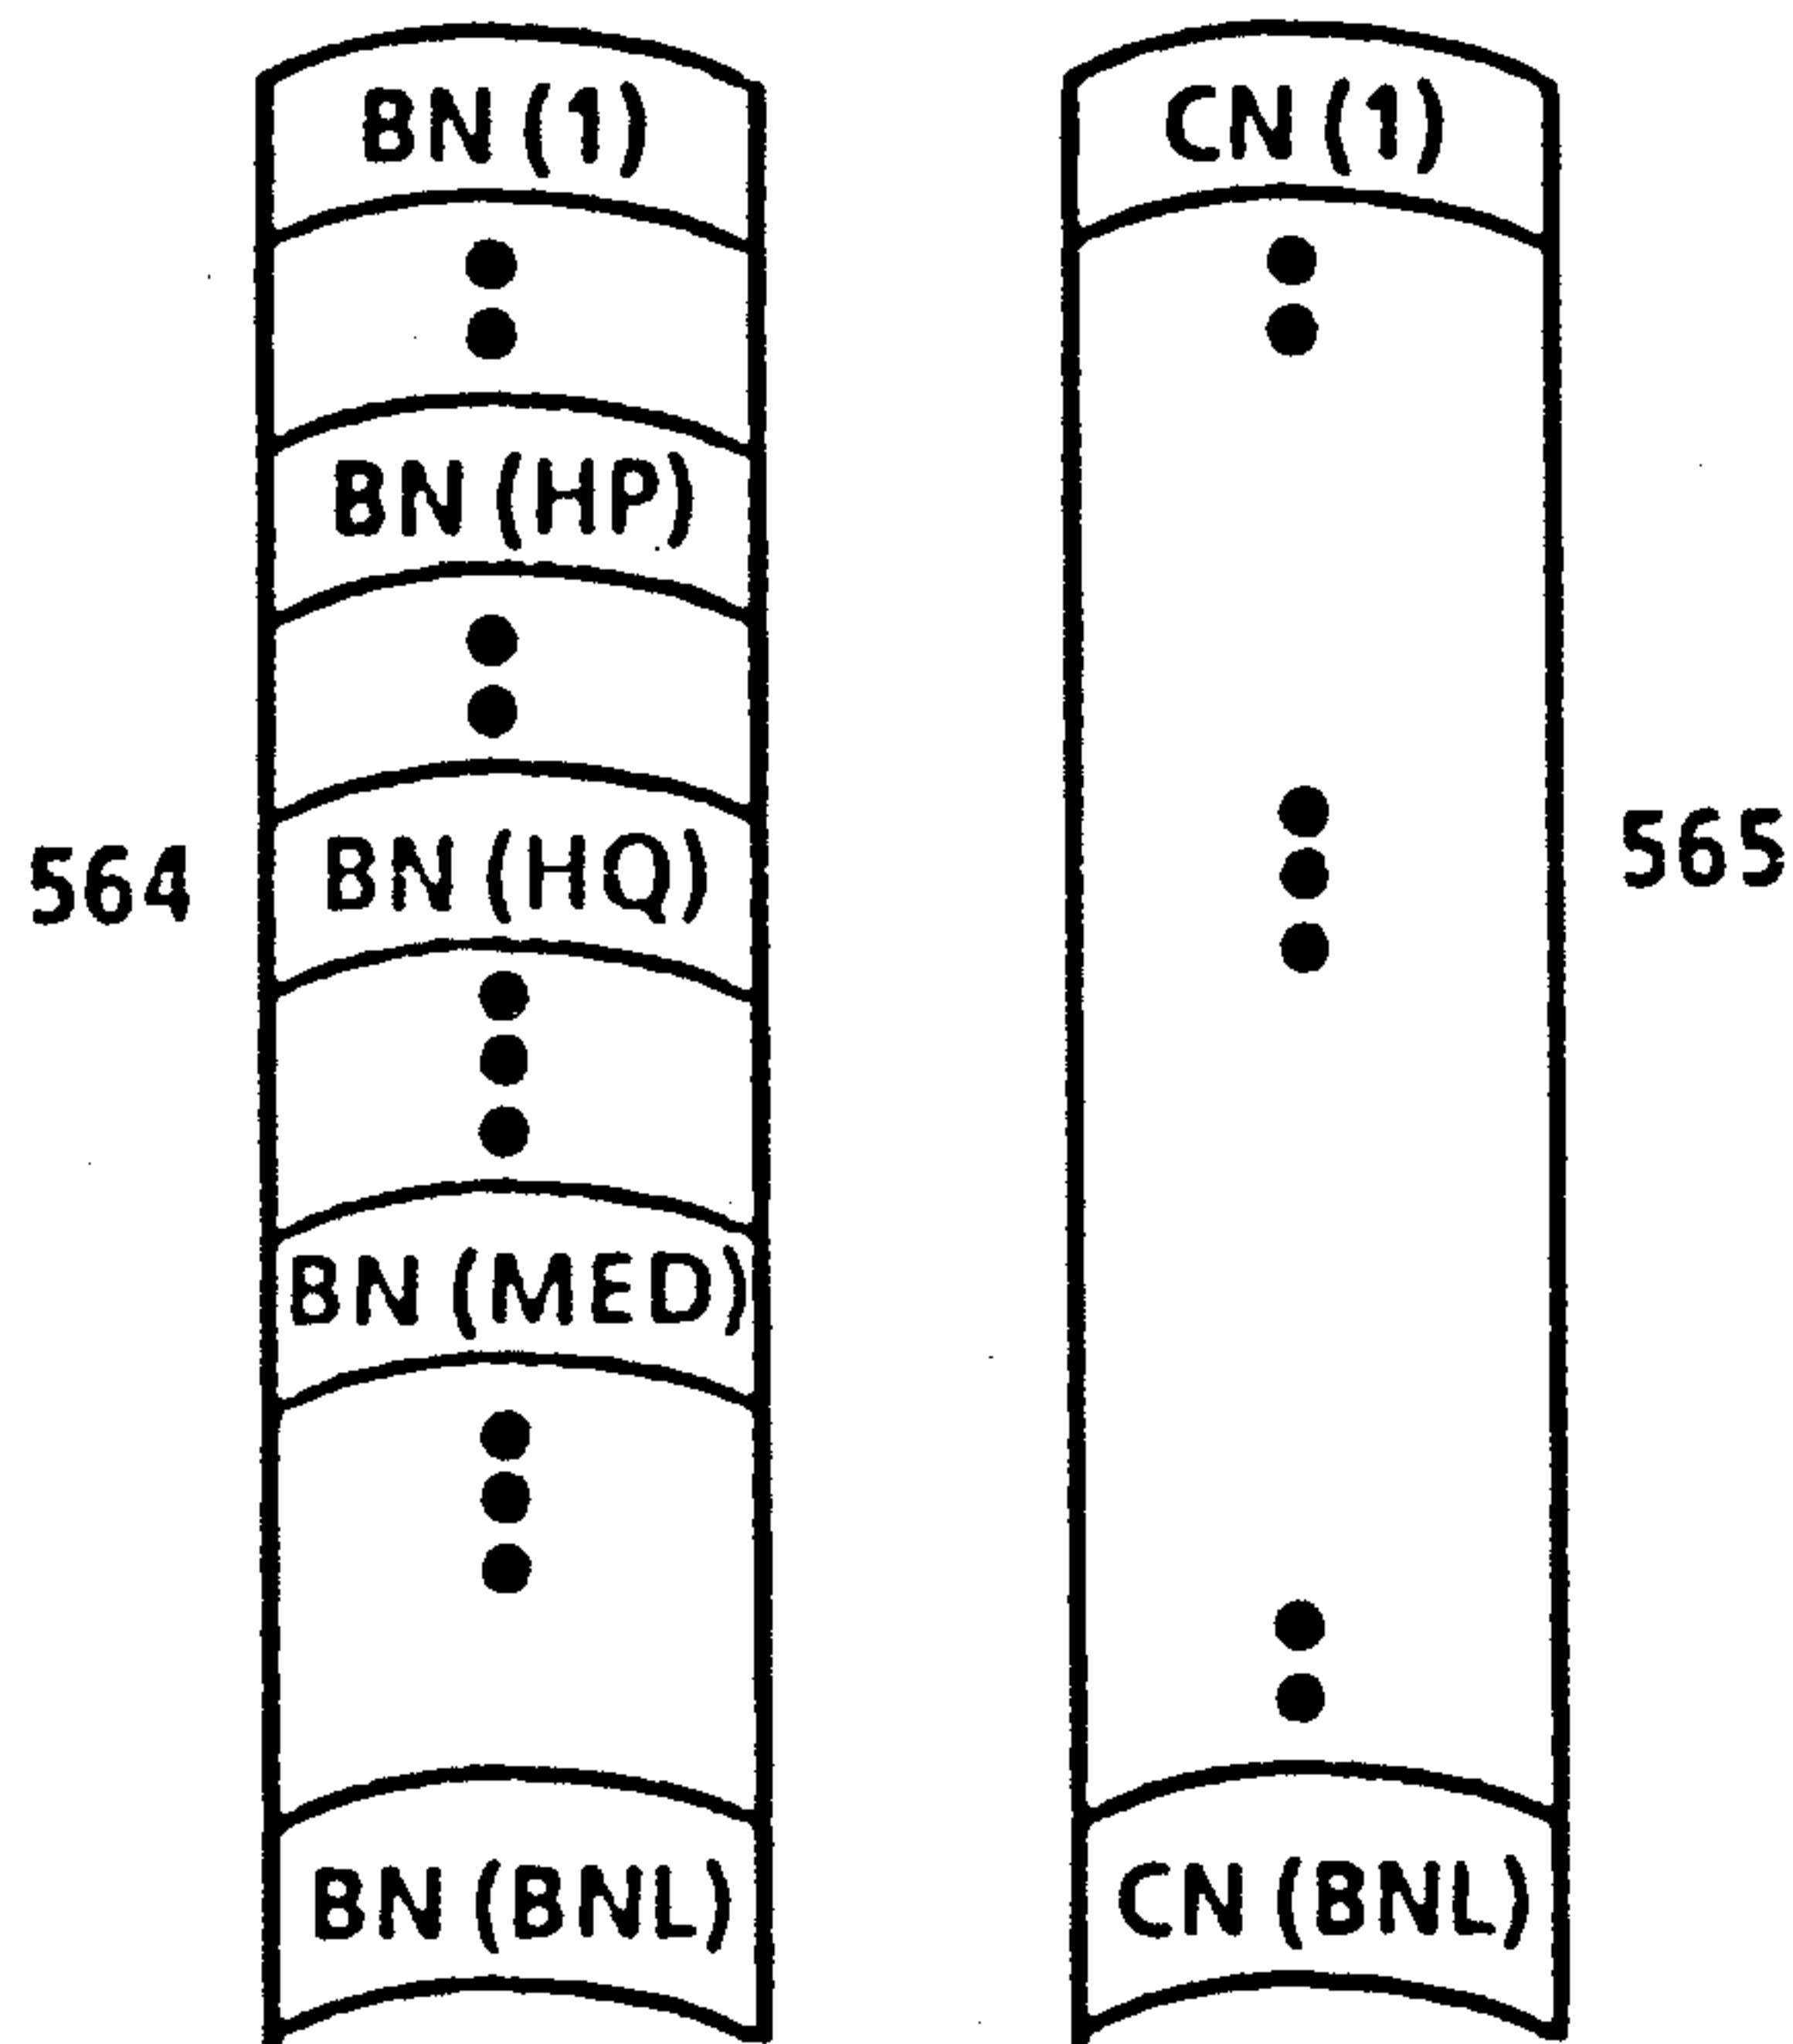 BN (1)
CN (1)
BN (HP)
BN (HQ)
564
565
BN (MED)
BN (BNL)
CN (BNL)